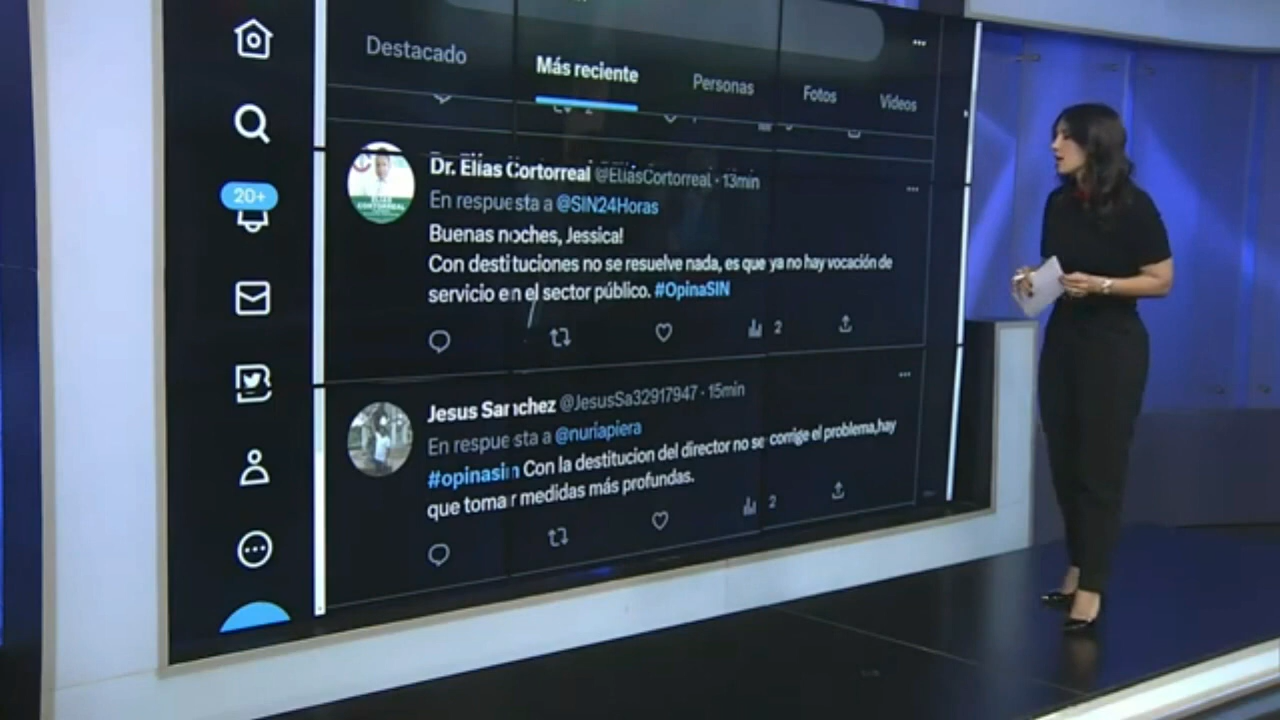 Destacado
Más reciente
Personas
Fotos
Videos
20+
Dr. Elías Cortorreal @EliasCortorreal · 13min
En respuesta a @SIN24Horas
Buenas noches, Jessica!
Con destituciones no se resuelve nada, es que ya no hay vocación de
servicio en el sector público. #OpinaSIN
2
Jesus Sanchez @JesusSa32917947 · 15min
En respuesta a @nuriapiera
#opinasin Con la destitucion del director no se corrige el problema,hay
que tomar medidas más profundas.
2